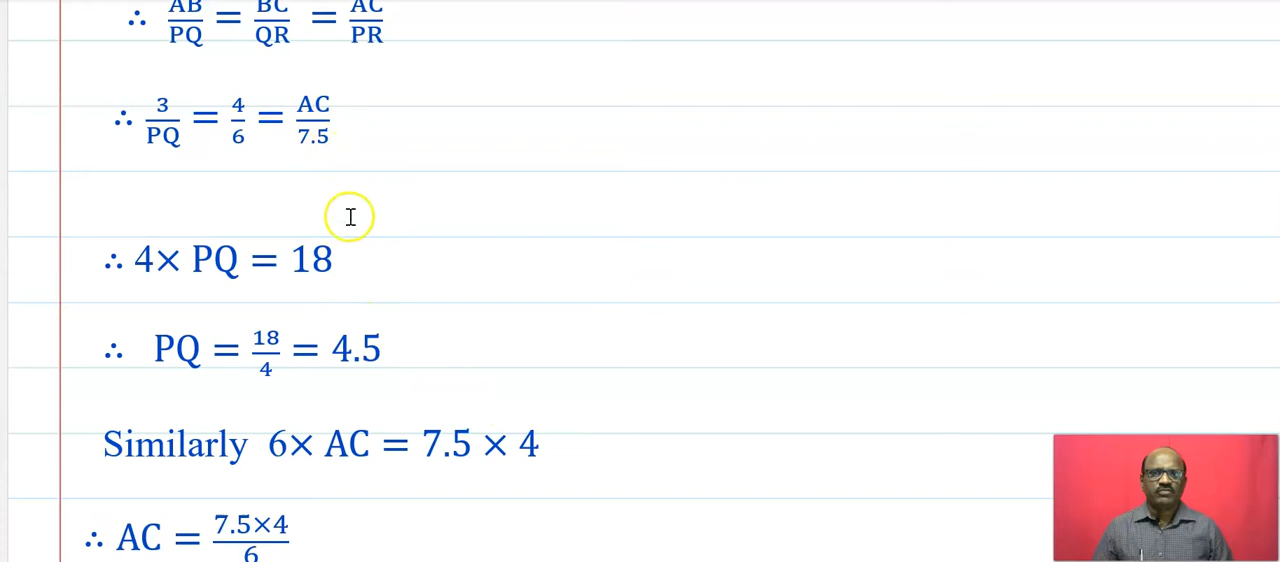 ∴ AB/PQ = BC/QR = AC/PR
∴ 3/PQ = 4/6 = AC/7.5
∴ 4× PQ = 18
∴ PQ = 18/4 = 4.5
Similarly 6× AC = 7.5 × 4
∴ AC = 7.5×4/6